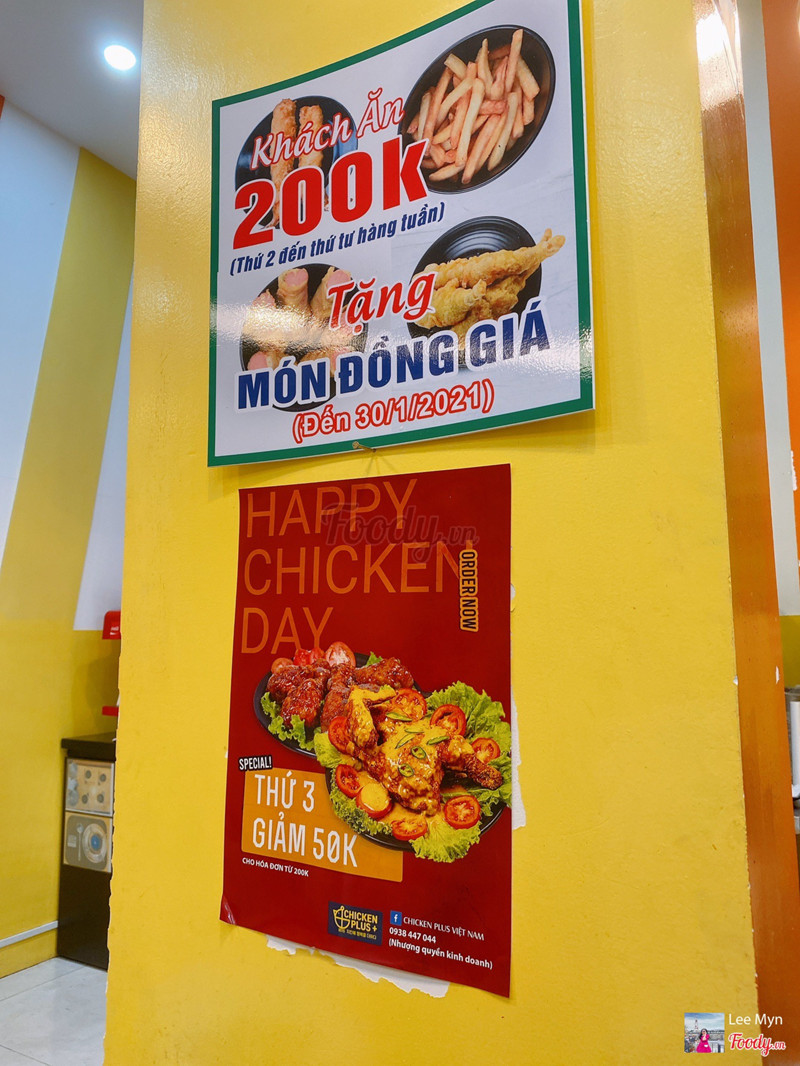 Khách Ăn
200k
(Thứ 2 đến thứ tư hàng tuần)
Tặng
MÓN ĐỒNG GIÁ
(Đến 30/1/2021)
HAPPY
CHICKEN
DAY
ORDER NOW
Foody.vn
SPECIAL!
THỨ 3
GIẢM 50K
CHO HÓA ĐƠN TỪ 200K
CHICKEN
PLUS +
CHICKEN PLUS VIỆT NAM
0938 447 044
(Nhượng quyền kinh doanh)
Lee Myn
Foody.vn